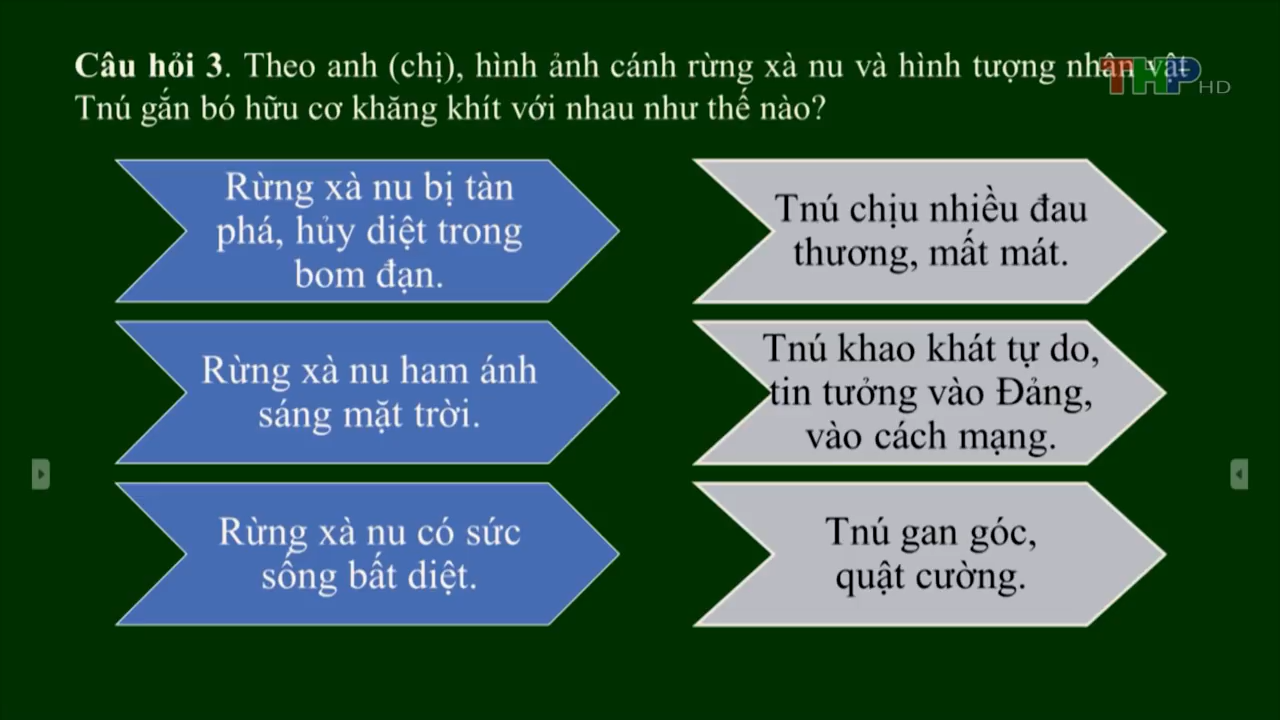 Câu hỏi 3. Theo anh (chị), hình ảnh cánh rừng xà nu và hình tượng nhân vật
Tnú gắn bó hữu cơ khăng khít với nhau như thế nào?
THP HD
Rừng xà nu bị tàn
phá, hủy diệt trong
bom đạn.
Tnú chịu nhiều đau
thương, mất mát.
Rừng xà nu ham ánh
sáng mặt trời.
Tnú khao khát tự do,
tin tưởng vào Đảng,
vào cách mạng.
Rừng xà nu có sức
sống bất diệt.
Tnú gan góc,
quật cường.